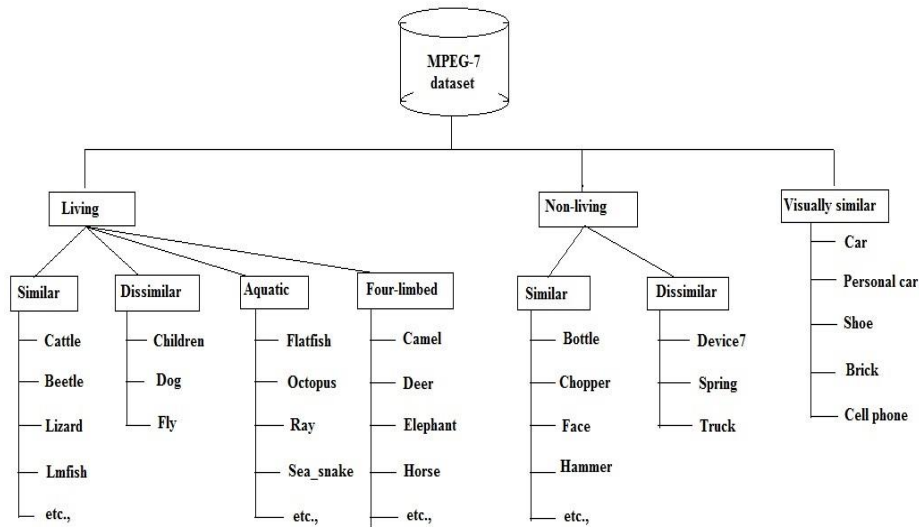 MPEG-7
dataset
Living
Non-living
Visually similar
Similar
Dissimilar
Aquatic
Four-limbed
Similar
Dissimilar
Cattle
Beetle
Lizard
Lmfish
etc.,
Children
Dog
Fly
Flatfish
Octopus
Ray
Sea_snake
etc.,
Camel
Deer
Elephant
Horse
etc.,
Bottle
Chopper
Face
Hammer
etc.,
Device7
Spring
Truck
Car
Personal car
Shoe
Brick
Cell phone